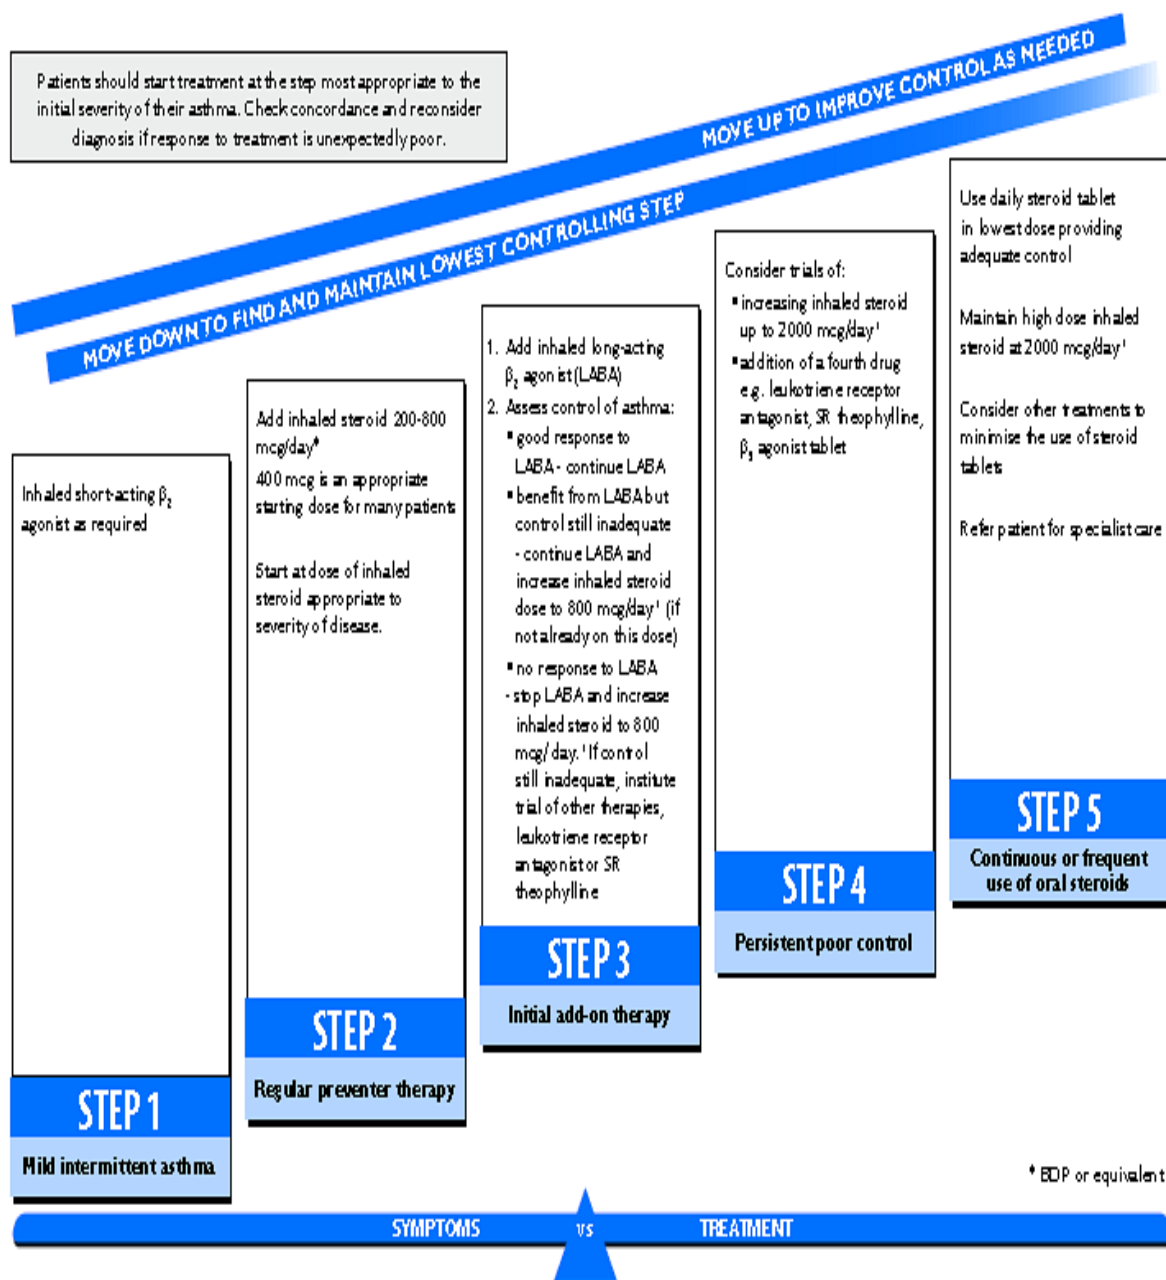 Patients should start treatment at the step most appropriate to the
initial severity of their asthma. Check concordance and reconsider
diagnosis if response to treatment is unexpectedly poor.
MOVE UP TO IMPROVE CONTROL AS NEEDED
MOVE DOWN TO FIND AND MAINTAIN LOWEST CONTROLLING STEP
Inhaled short-acting β₂
agonist as required
STEP 1
Mild intermittent asthma
Add inhaled steroid 200-800
mcg/day*
400 mcg is an appropriate
starting dose for many patients
Start at dose of inhaled
steroid appropriate to
severity of disease.
STEP 2
Regular preventer therapy
1. Add inhaled long-acting
β₂ agonist (LABA)
2. Assess control of asthma:
▪ good response to
LABA - continue LABA
▪ benefit from LABA but
control still inadequate
- continue LABA and
increase inhaled steroid
dose to 800 mcg/day* (if
not already on this dose)
▪ no response to LABA
- stop LABA and increase
inhaled steroid to 800
mcg/day.* If control
still inadequate, institute
trial of other therapies,
leukotriene receptor
antagonist or SR
theophylline
STEP 3
Initial add-on therapy
Consider trials of:
▪ increasing inhaled steroid
up to 2000 mcg/day*
▪ addition of a fourth drug
e.g. leukotriene receptor
antagonist, SR theophylline,
β₂ agonist tablet
STEP 4
Persistent poor control
Use daily steroid tablet
in lowest dose providing
adequate control
Maintain high dose inhaled
steroid at 2000 mcg/day*
Consider other treatments to
minimise the use of steroid
tablets
Refer patient for specialist care
STEP 5
Continuous or frequent
use of oral steroids
* BDP or equivalent
SYMPTOMS vs TREATMENT